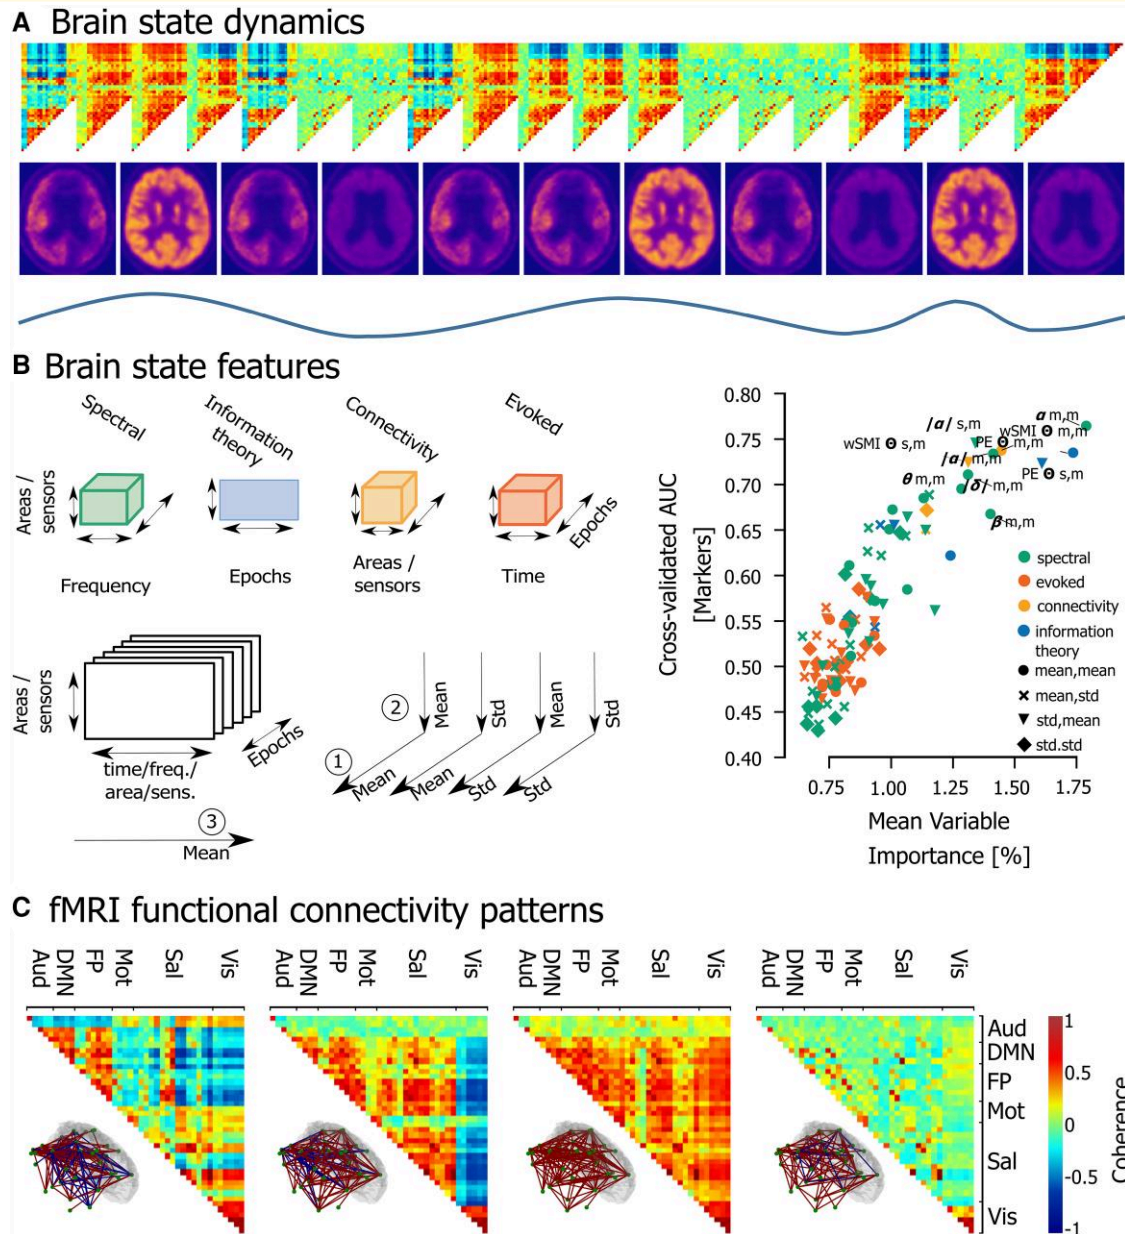 A Brain state dynamics
B Brain state features
Spectral
Information
theory
Connectivity
Evoked
Areas /
sensors
Epochs
Frequency
Epochs
Areas /
sensors
Time
Areas /
sensors
Epochs
time/freq./
area/sens.
3
Mean
2
Mean
Std
Mean
Std
1
Mean
Mean
Std
Std
Cross-validated AUC
[Markers]
0.80
0.75
0.70
0.65
0.60
0.55
0.50
0.45
0.40
0.75 1.00 1.25 1.50 1.75
Mean Variable
Importance [%]
α m,m
|α| s,m
wSMI Θ m,m
wSMI Θ s,m
PE Θ m,m
|α| m,m
PE Θ s,m
θ m,m
|δ| m,m
β m,m
spectral
evoked
connectivity
information
theory
mean,mean
mean,std
std,mean
std.std
C fMRI functional connectivity patterns
Aud DMN FP Mot Sal Vis
Aud DMN FP Mot Sal Vis
Aud DMN FP Mot Sal Vis
Aud DMN FP Mot Sal Vis
Aud
DMN
FP
Mot
Sal
Vis
1
0.5
0
-0.5
-1
Coherence